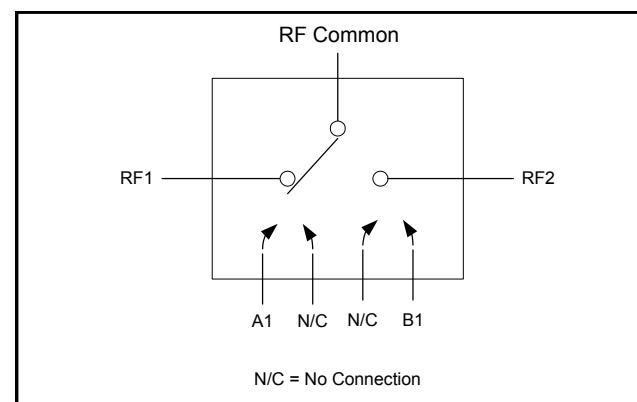 RF Common
RF1
RF2
A1 N/C N/C B1
N/C = No Connection